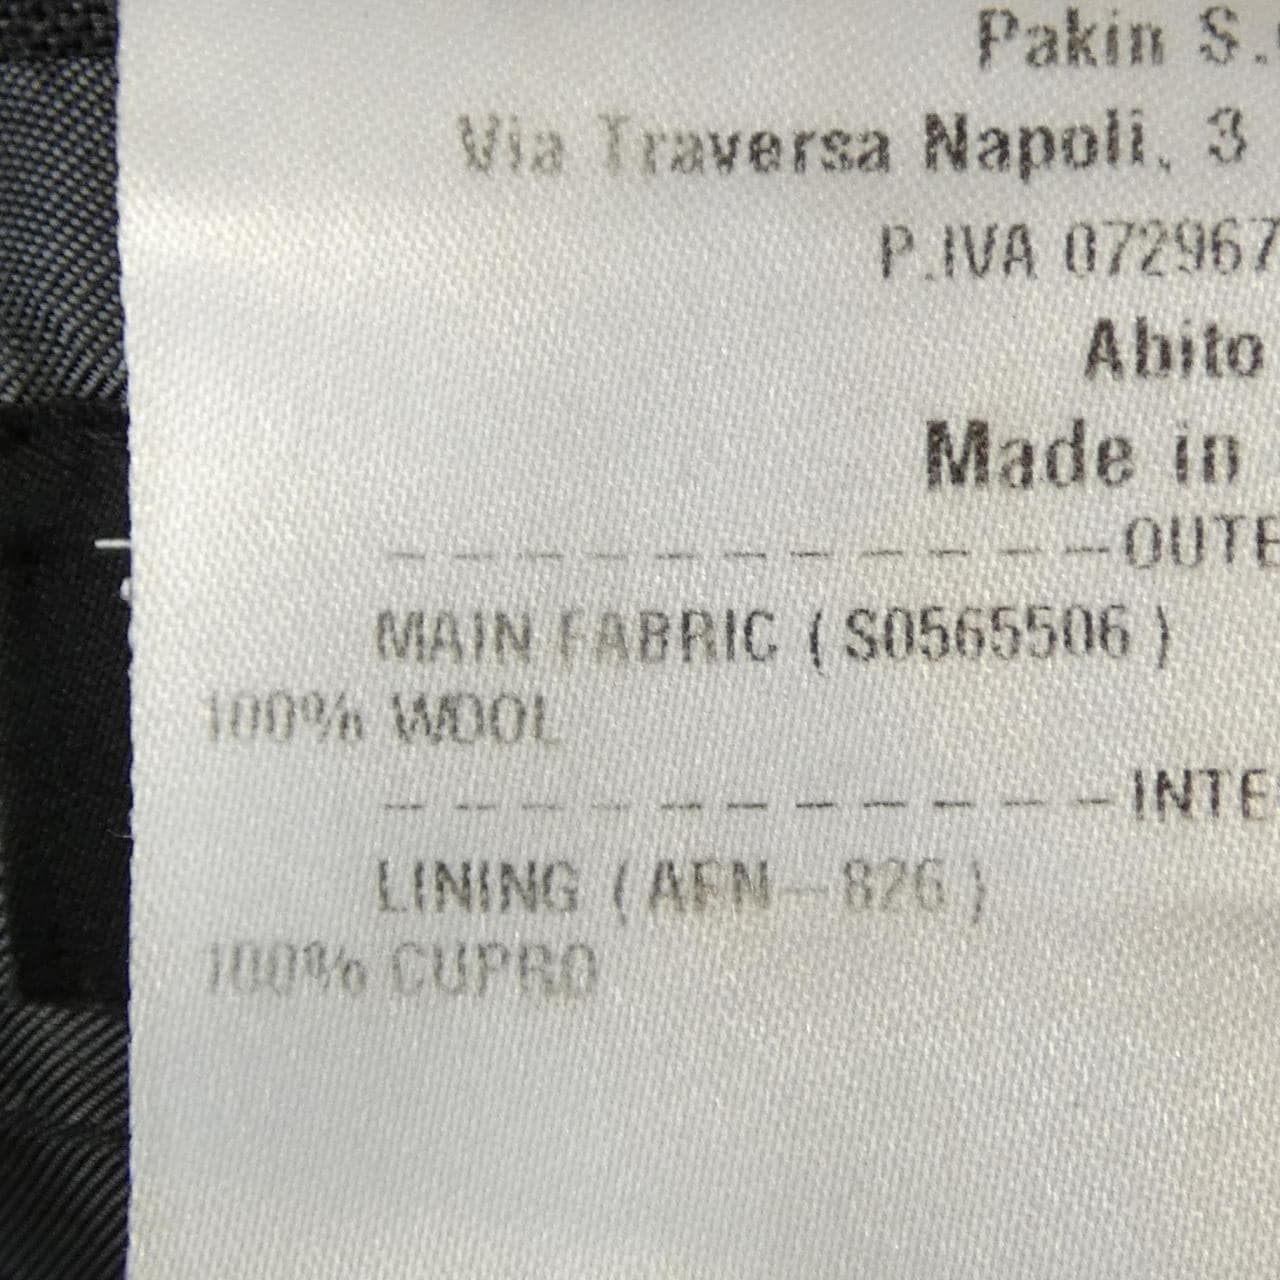 Pakin S.
Via Traversa Napoli, 3
P.IVA 072967
Abito
Made in
------------OUTE
MAIN FABRIC (S0565506)
100% WOOL
------------INTE
LINING (AFN-826)
100% CUPRO